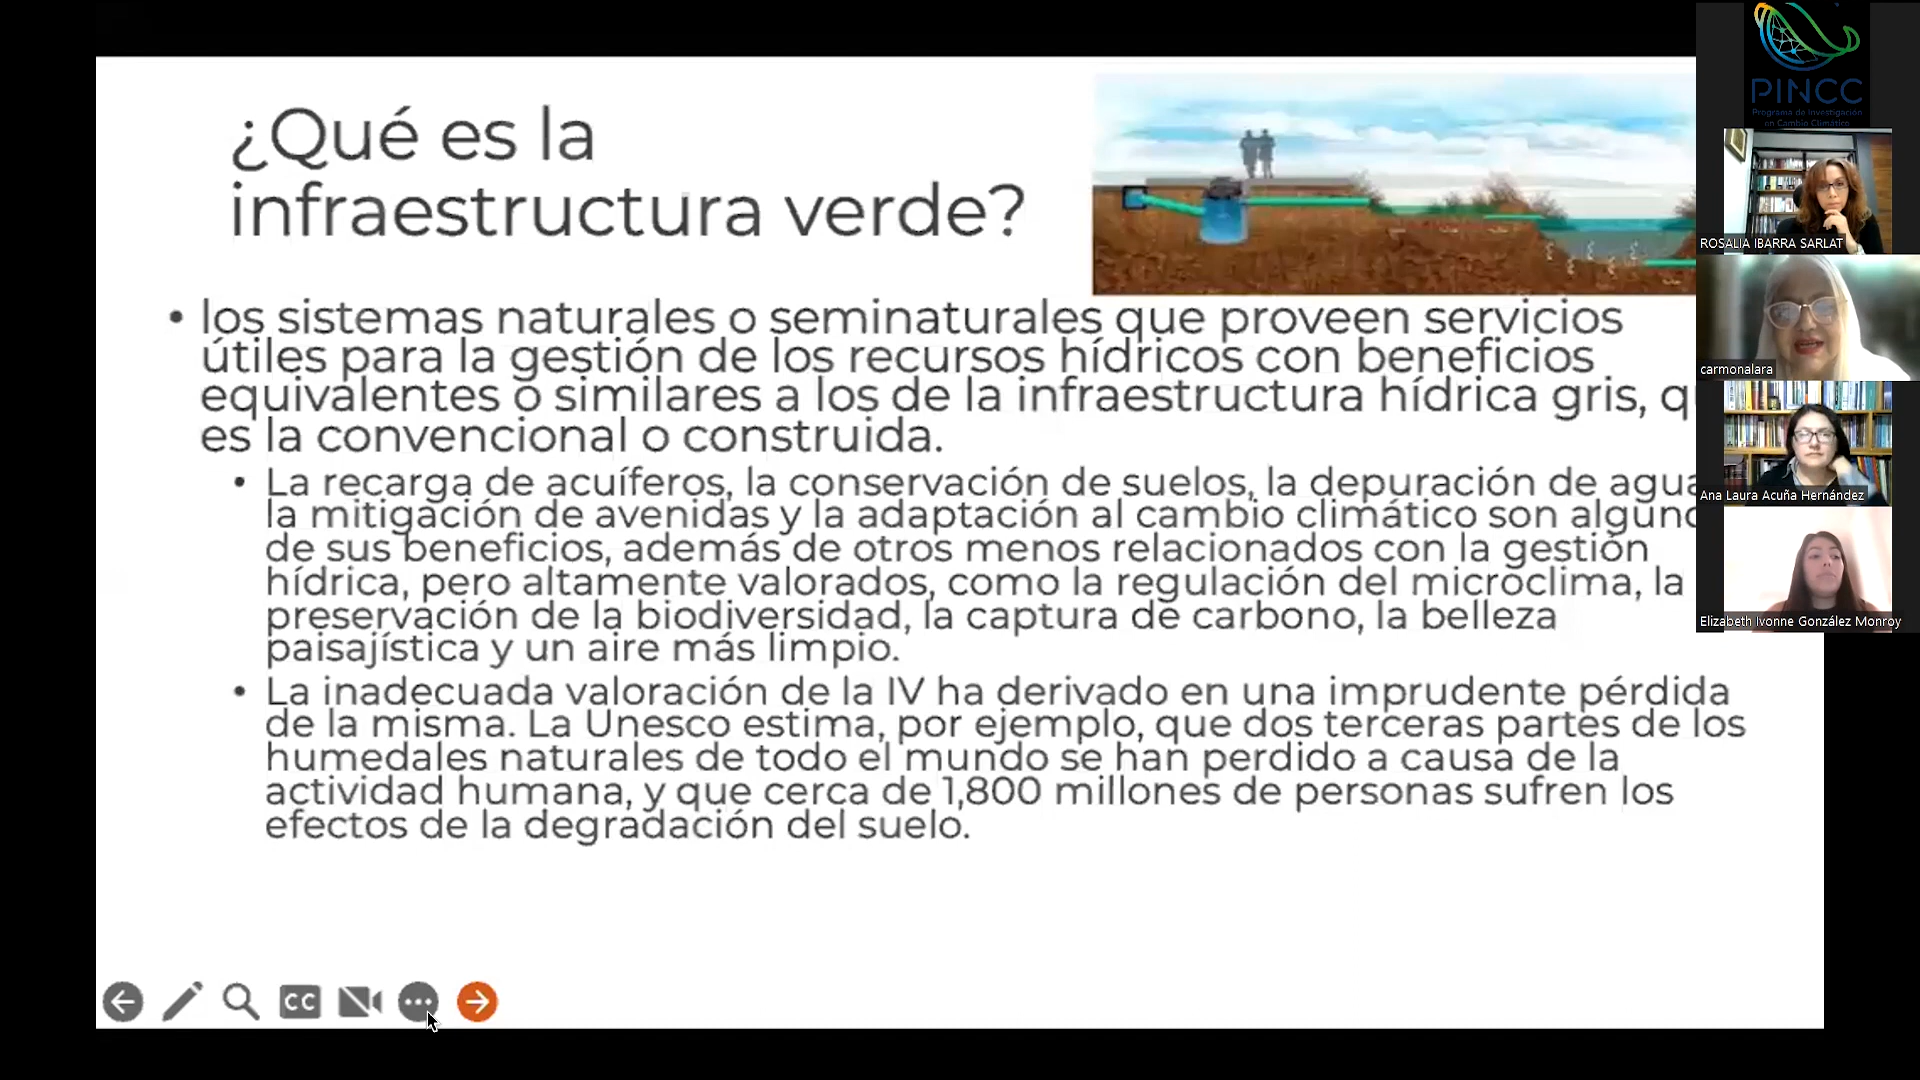 ¿Qué es la
infraestructura verde?
• los sistemas naturales o seminaturales que proveen servicios
útiles para la gestión de los recursos hídricos con beneficios
equivalentes o similares a los de la infraestructura hídrica gris,
es la convencional o construida.
• La recarga de acuíferos, la conservación de suelos, la depuración de
la mitigación de avenidas y la adaptación al cambio climático son
de sus beneficios, además de otros menos relacionados con la gestión
hídrica, pero altamente valorados, como la regulación del microclima, la
preservación de la biodiversidad, la captura de carbono, la belleza
paisajística y un aire más limpio.
• La inadecuada valoración de la IV ha derivado en una imprudente pérdida
de la misma. La Unesco estima, por ejemplo, que dos terceras partes de los
humedales naturales de todo el mundo se han perdido a causa de la
actividad humana, y que cerca de 1,800 millones de personas sufren los
efectos de la degradación del suelo.
CC
PINCC
Programa de Investigación
en Cambio Climático
ROSALIA IBARRA SARLAT
carmonalara
Ana Laura Acuña Hernández
Elizabeth Ivonne González Monroy